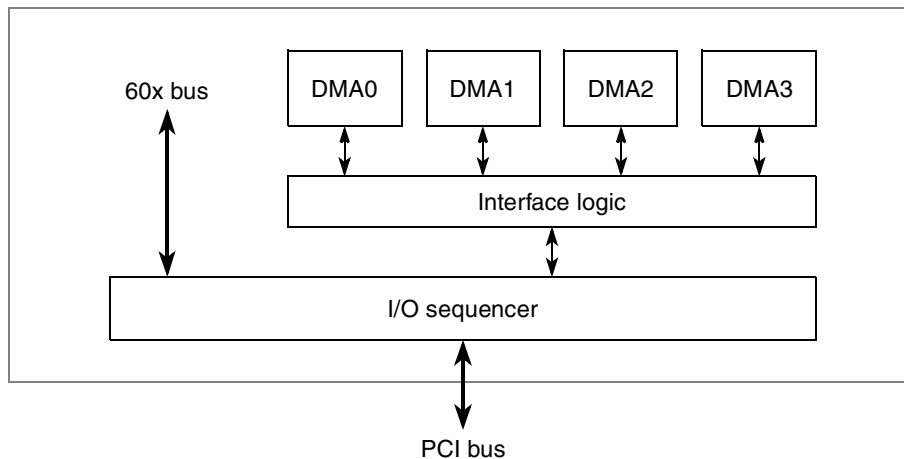 DMA0 DMA1 DMA2 DMA3
60x bus
Interface logic
I/O sequencer
PCI bus